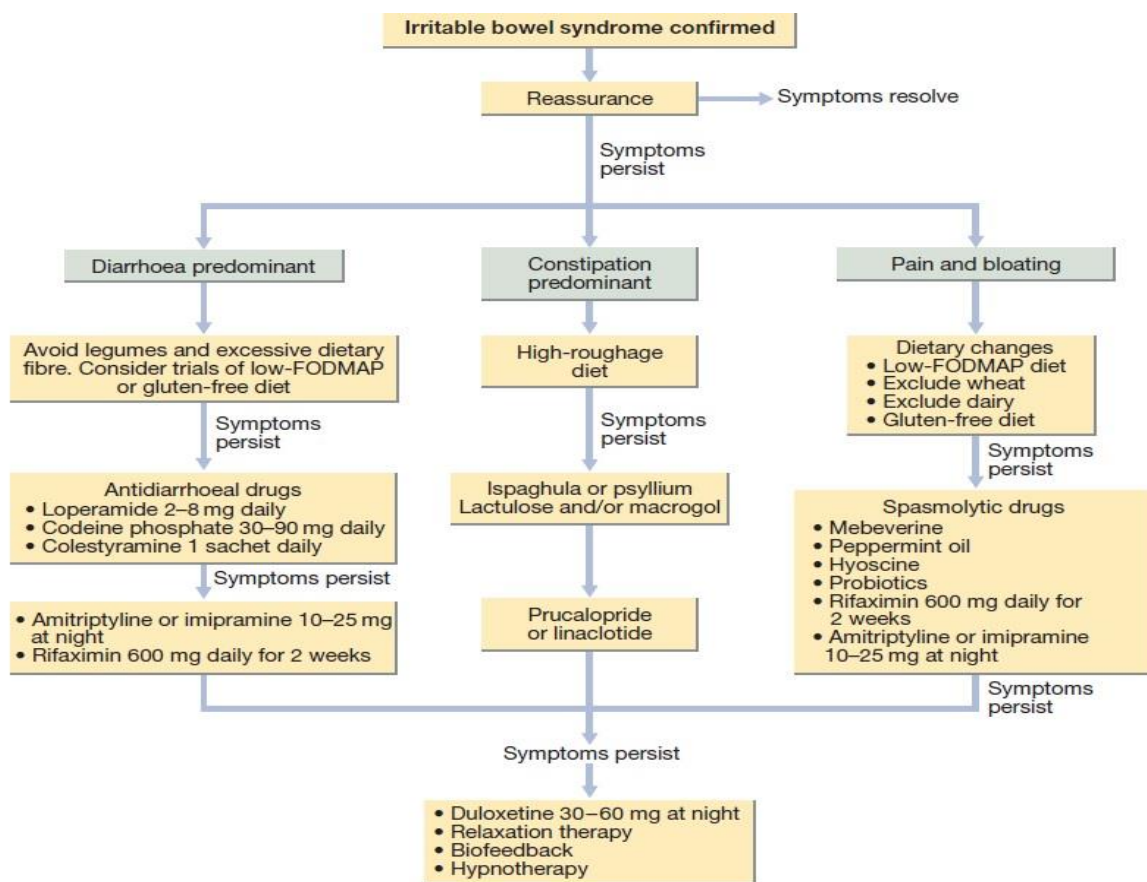 Irritable bowel syndrome confirmed
Reassurance
Symptoms resolve
Symptoms
persist
Diarrhoea predominant
Avoid legumes and excessive dietary
fibre. Consider trials of low-FODMAP
or gluten-free diet
Symptoms
persist
Antidiarrhoeal drugs
• Loperamide 2–8 mg daily
• Codeine phosphate 30–90 mg daily
• Colestyramine 1 sachet daily
Symptoms persist
• Amitriptyline or imipramine 10–25 mg
at night
• Rifaximin 600 mg daily for 2 weeks
Constipation
predominant
High-roughage
diet
Symptoms
persist
Ispaghula or psyllium
Lactulose and/or macrogol
Prucalopride
or linaclotide
Pain and bloating
Dietary changes
• Low-FODMAP diet
• Exclude wheat
• Exclude dairy
• Gluten-free diet
Symptoms
persist
Spasmolytic drugs
• Mebeverine
• Peppermint oil
• Hyoscine
• Probiotics
• Rifaximin 600 mg daily for
2 weeks
• Amitriptyline or imipramine
10–25 mg at night
Symptoms
persist
Symptoms persist
• Duloxetine 30–60 mg at night
• Relaxation therapy
• Biofeedback
• Hypnotherapy